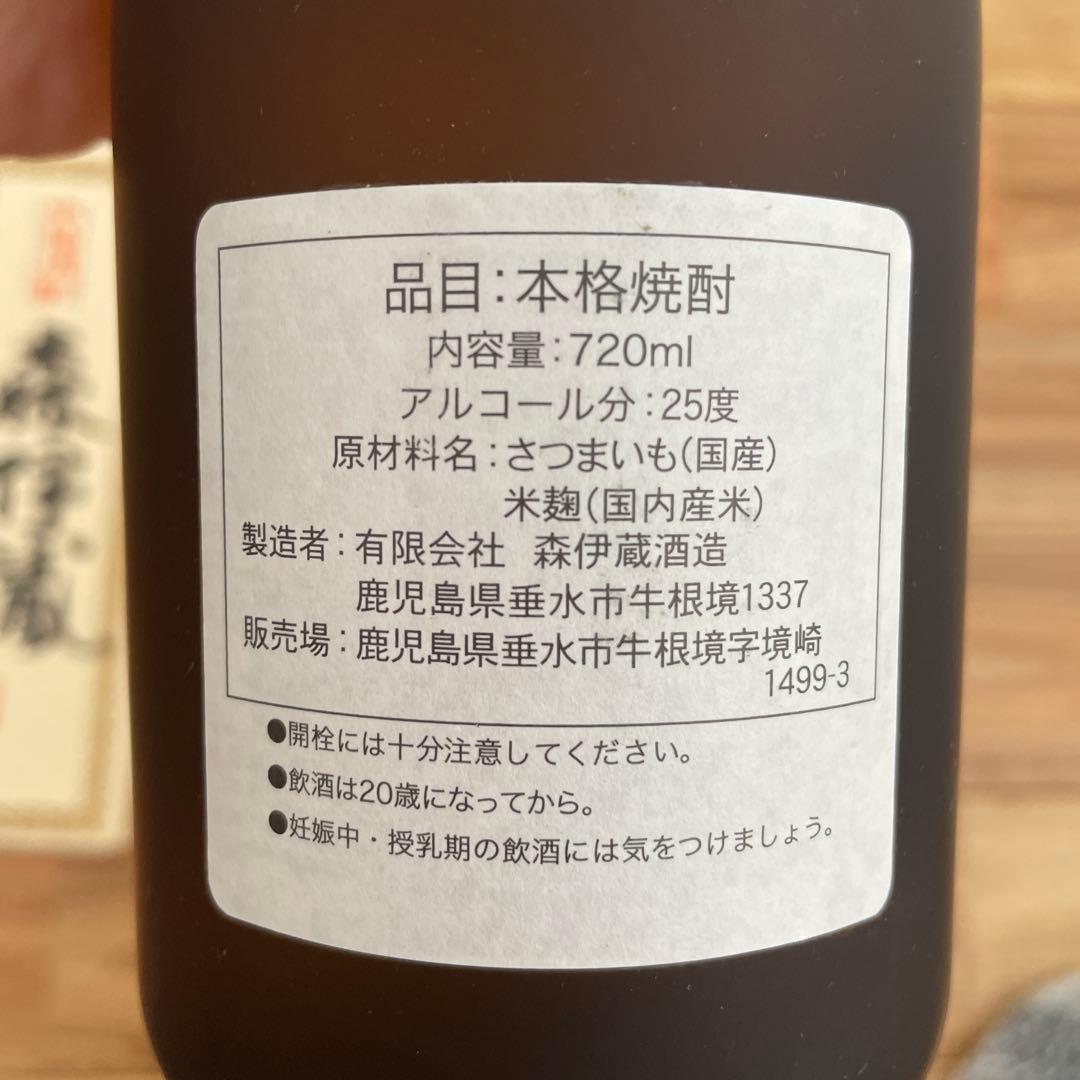 品目：本格焼酎
内容量：720ml
アルコール分：25度
原材料名：さつまいも(国産)
米麹(国内産米)
製造者：有限会社　森伊蔵酒造
鹿児島県垂水市牛根境1337
販売場：鹿児島県垂水市牛根境字境崎
1499-3
●開栓には十分注意してください。
●飲酒は20歳になってから。
●妊娠中・授乳期の飲酒には気をつけましょう。
森伊蔵